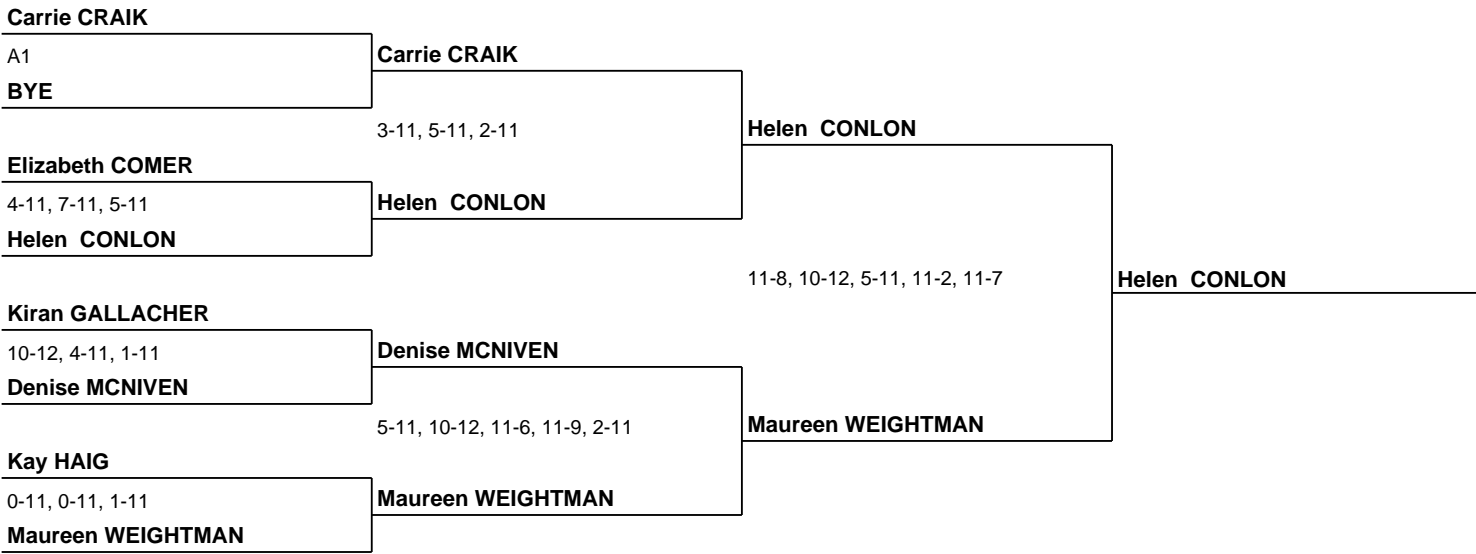 Carrie CRAIK
A1
BYE
Carrie CRAIK
3-11, 5-11, 2-11
Elizabeth COMER
4-11, 7-11, 5-11
Helen  CONLON
Helen  CONLON
Helen  CONLON
11-8, 10-12, 5-11, 11-2, 11-7
Helen  CONLON
Kiran GALLACHER
10-12, 4-11, 1-11
Denise MCNIVEN
Denise MCNIVEN
5-11, 10-12, 11-6, 11-9, 2-11
Maureen WEIGHTMAN
Kay HAIG
0-11, 0-11, 1-11
Maureen WEIGHTMAN
Maureen WEIGHTMAN